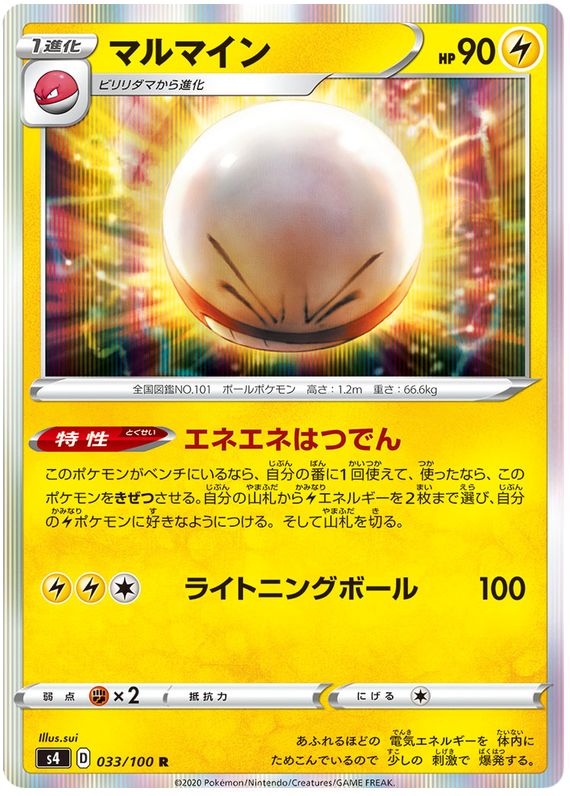 1進化
マルマイン
HP90
ビリリダマから進化
全国図鑑NO.101 ボールポケモン 高さ：1.2m 重さ：66.6kg
特性 とくせい エネエネはつでん
このポケモンがベンチにいるなら、自分の番に1回使えて、使ったなら、この
ポケモンをきぜつさせる。自分の山札からエネルギーを2枚まで選び、自分
のポケモンに好きなようにつける。そして山札を切る。
ライトニングボール 100
弱点 ×2 抵抗力 にげる
Illus.sui
s4 D 033/100 R
あふれるほどの 電気エネルギーを 体内に
ためこんでいるので 少しの 刺激で 爆発する。
©2020 Pokémon/Nintendo/Creatures/GAME FREAK.